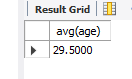 Result Grid
avg(age)
29.5000